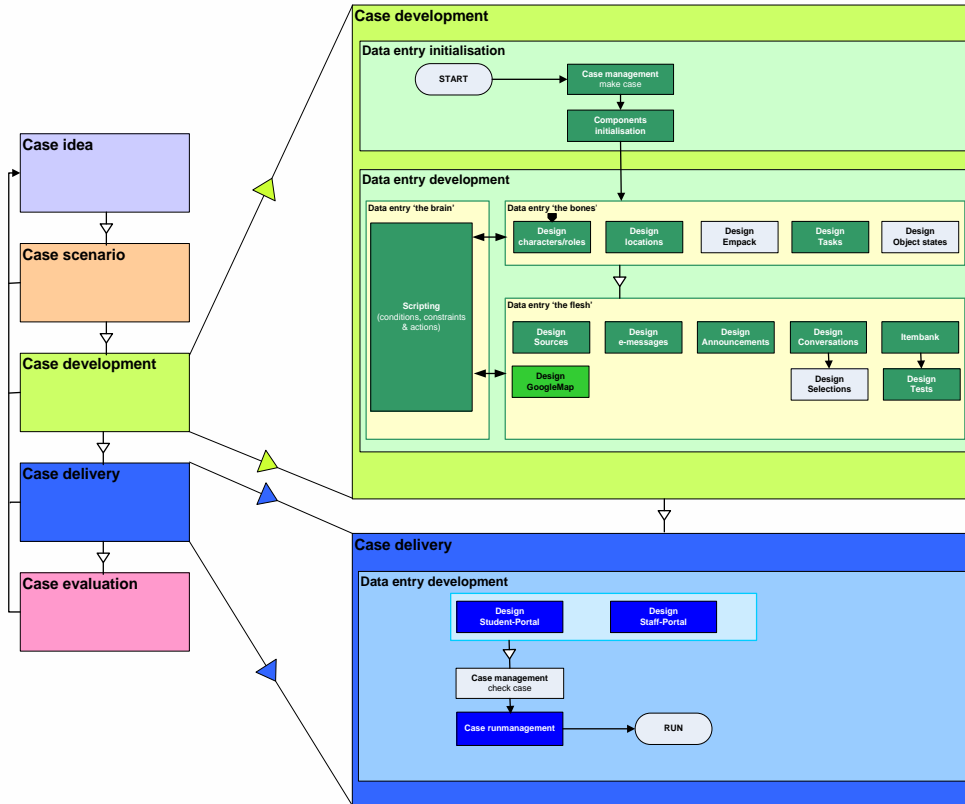 Case idea
Case scenario
Case development
Case delivery
Case evaluation
Case development
Data entry initialisation
START
Case management
make case
Components
initialisation
Data entry development
Data entry ‘the brain’
Scripting
(conditions, constraints
& actions)
Data entry ‘the bones’
Design
characters/roles
Design
locations
Design
Empack
Design
Tasks
Design
Object states
Data entry ‘the flesh’
Design
Sources
Design
e-messages
Design
Announcements
Design
Conversations
Itembank
Design
GoogleMap
Design
Selections
Design
Tests
Case delivery
Data entry development
Design
Student-Portal
Design
Staff-Portal
Case management
check case
Case runmanagement
RUN